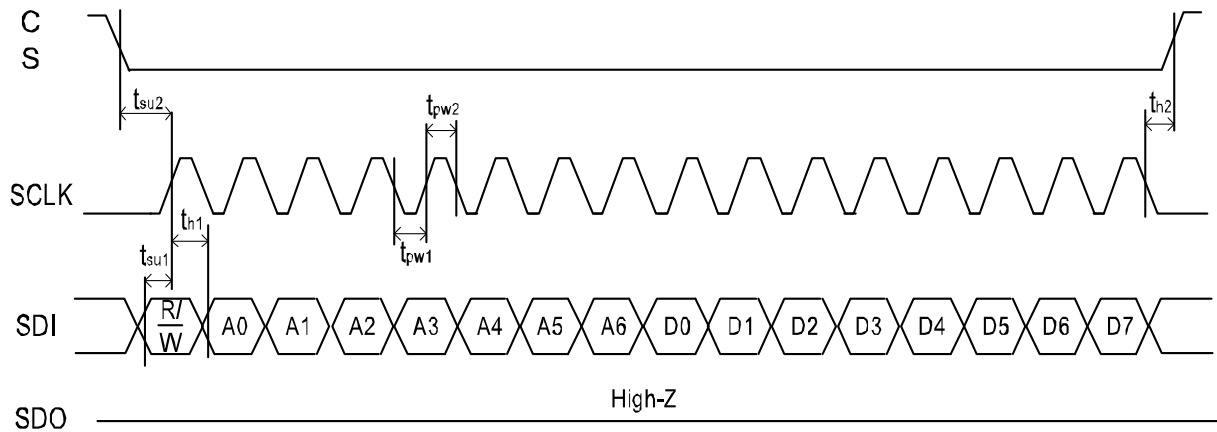 C
S
tsu2
tpw2
th2
SCLK
th1
tpw1
tsu1
SDI
R/
W
A0 A1 A2 A3 A4 A5 A6 D0 D1 D2 D3 D4 D5 D6 D7
High-Z
SDO